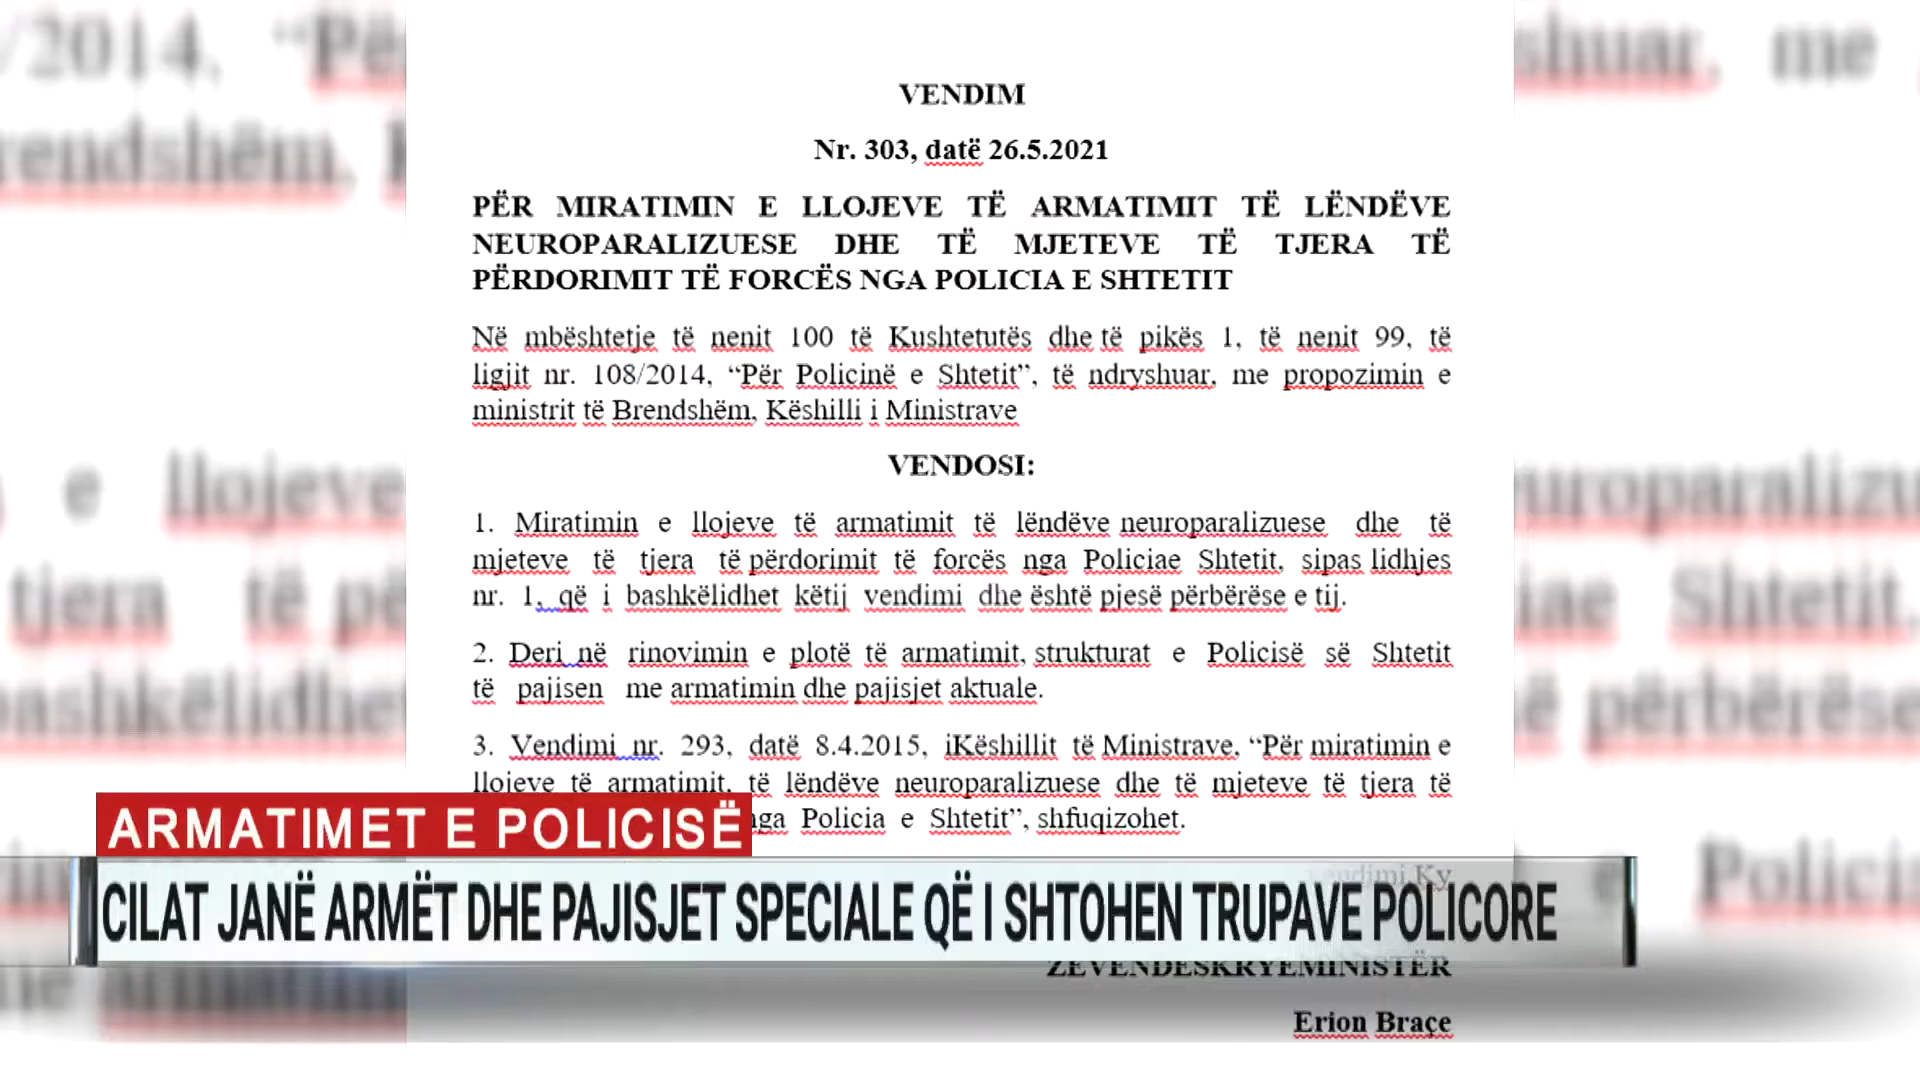 VENDIM
Nr. 303, datë 26.5.2021
PËR MIRATIMIN E LLOJEVE TË ARMATIMIT TË LËNDËVE
NEUROPARALIZUESE DHE TË MJETEVE TË TJERA TË
PËRDORIMIT TË FORCËS NGA POLICIA E SHTETIT
Në mbështetje të nenit 100 të Kushtetutës dhe të pikës 1, të nenit 99, të
ligjit nr. 108/2014, “Për Policinë e Shtetit”, të ndryshuar, me propozimin e
ministrit të Brendshëm, Këshilli i Ministrave
VENDOSI:
1. Miratimin e llojeve të armatimit të lëndëve neuroparalizuese dhe të
mjeteve të tjera të përdorimit të forcës nga Policiae Shtetit, sipas lidhjes
nr. 1, që i bashkëlidhet këtij vendimi dhe është pjesë përbërëse e tij.
2. Deri në rinovimin e plotë të armatimit, strukturat e Policisë së Shtetit
të pajisen me armatimin dhe pajisjet aktuale.
3. Vendimi nr. 293, datë 8.4.2015, iKëshillit të Ministrave, “Për miratimin e
llojeve të armatimit, të lëndëve neuroparalizuese dhe të mjeteve të tjera të
nga Policia e Shtetit”, shfuqizohet.
ARMATIMET E POLICISË
vendimi Ky
CILAT JANË ARMËT DHE PAJISJET SPECIALE QË I SHTOHEN TRUPAVE POLICORE
ZËVENDËSKRYEMINISTËR
Erion Braçe